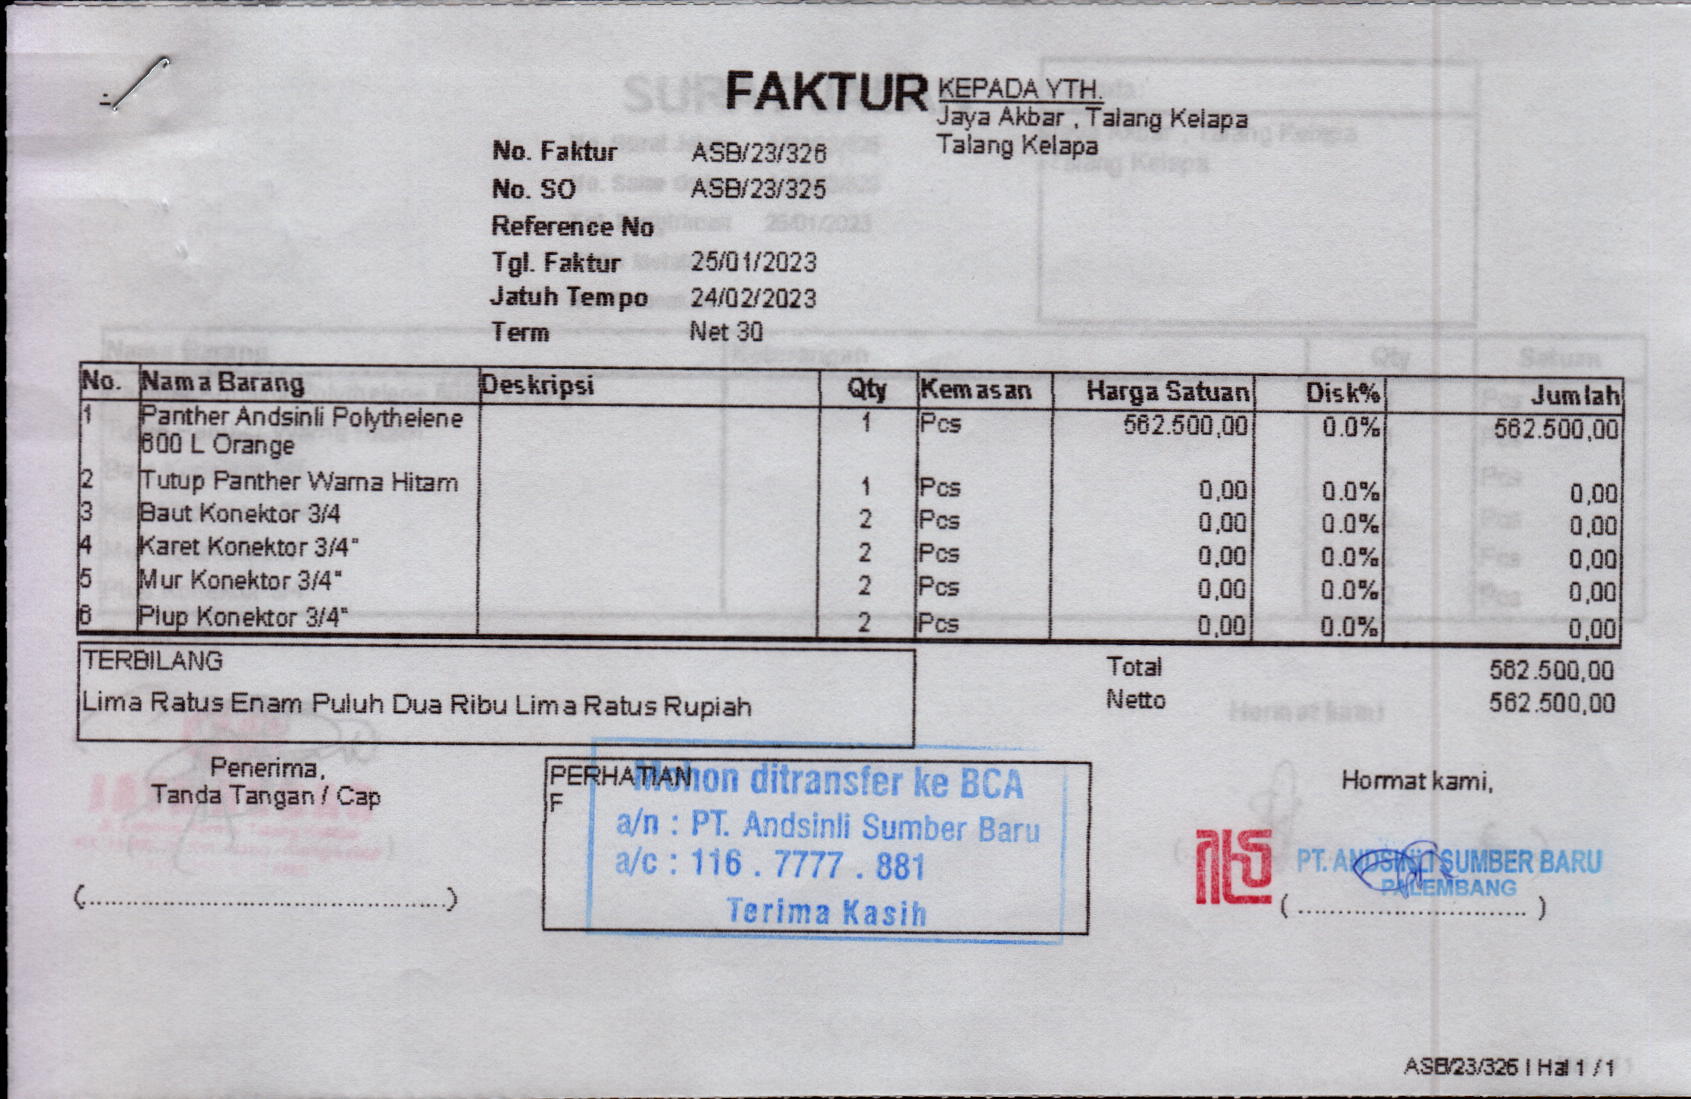 FAKTUR
KEPADA YTH.
Jaya Akbar , Talang Kelapa
Talang Kelapa
No. Faktur ASB/23/326
No. SO ASB/23/325
Reference No
Tgl. Faktur 25/01/2023
Jatuh Tempo 24/02/2023
Term Net 30
No. Nama Barang Deskripsi Qty Kemasan Harga Satuan Disk% Jumlah
1 Panther Andsinli Polythelene 1 Pcs 562.500,00 0.0% 562.500,00
600 L Orange
2 Tutup Panther Warna Hitam 1 Pcs 0,00 0.0% 0,00
3 Baut Konektor 3/4 2 Pcs 0,00 0.0% 0,00
4 Karet Konektor 3/4" 2 Pcs 0,00 0.0% 0,00
5 Mur Konektor 3/4" 2 Pcs 0,00 0.0% 0,00
6 Plup Konektor 3/4" 2 Pcs 0,00 0.0% 0,00
TERBILANG
Lima Ratus Enam Puluh Dua Ribu Lima Ratus Rupiah
Total 562.500,00
Netto 562.500,00
Penerima,
Tanda Tangan / Cap
(.............................................)
PERHATIAN
F
Mohon ditransfer ke BCA
a/n : PT. Andsinli Sumber Baru
a/c : 116 . 7777 . 881
Terima Kasih
Hormat kami,
PT. ANDSINLI SUMBER BARU
PALEMBANG
( ............................. )
ASB/23/326 | Hal 1 / 1